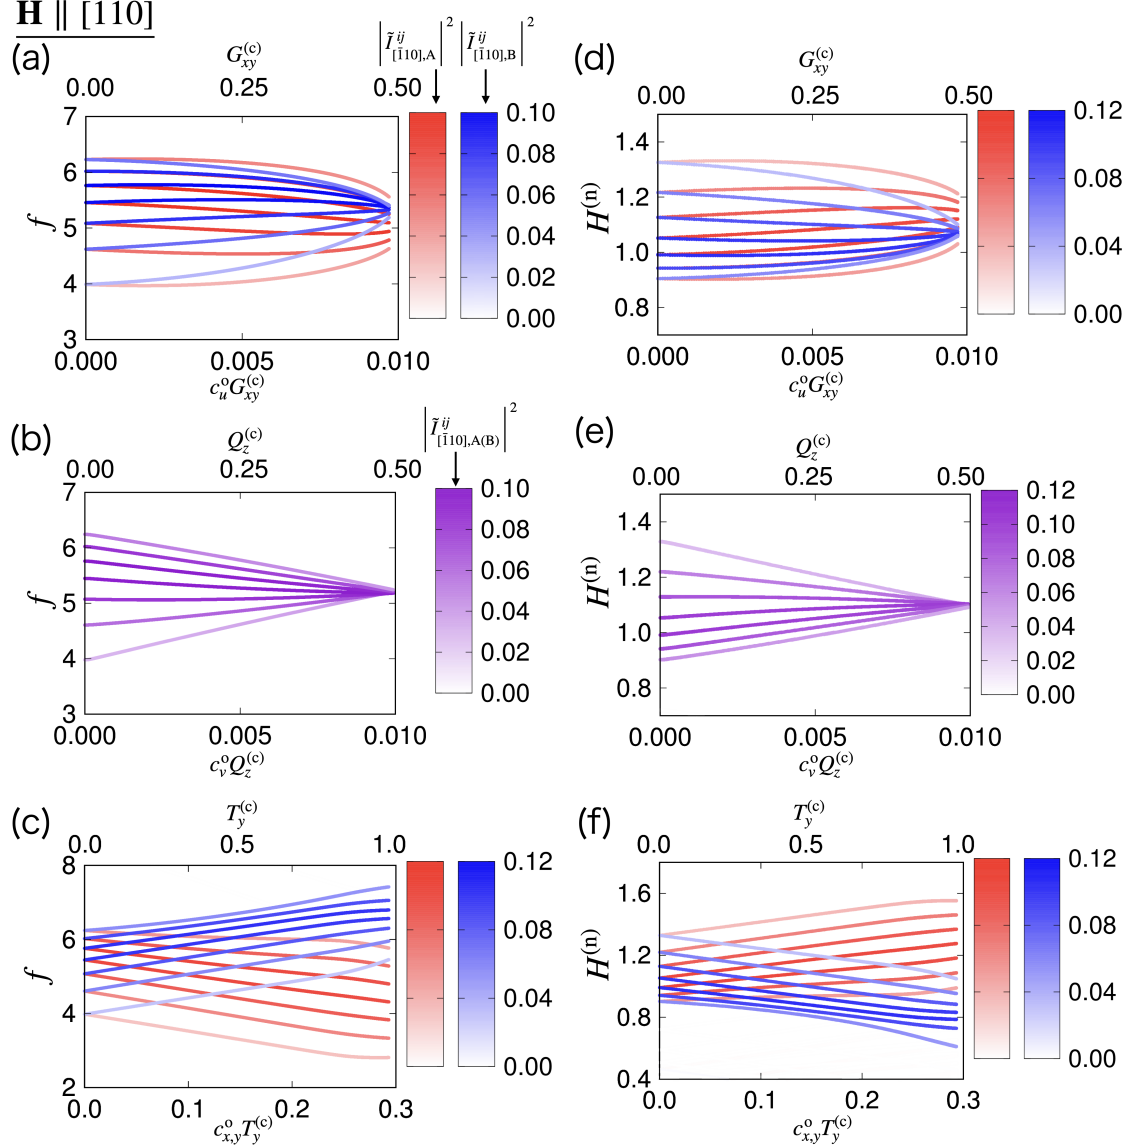 H ∥ [110]
(a)
G_{xy}^{(c)}
|Ĩ^{ij}_{[1̄10],A}|² |Ĩ^{ij}_{[1̄10],B}|²
0.00 0.25 0.50
7
6
5
4
3
f
0.10
0.08
0.06
0.04
0.02
0.00
0.000 0.005 0.010
c_u^o G_{xy}^{(c)}
(d)
G_{xy}^{(c)}
0.00 0.25 0.50
1.4
1.2
1.0
0.8
H^{(n)}
0.12
0.08
0.04
0.00
0.000 0.005 0.010
c_u^o G_{xy}^{(c)}
(b)
Q_z^{(c)}
|Ĩ^{ij}_{[1̄10],A(B)}|²
0.00 0.25 0.50
7
6
5
4
3
f
0.10
0.08
0.06
0.04
0.02
0.00
0.000 0.005 0.010
c_v^o Q_z^{(c)}
(e)
Q_z^{(c)}
0.00 0.25 0.50
1.4
1.2
1.0
0.8
H^{(n)}
0.12
0.10
0.08
0.06
0.04
0.02
0.00
0.000 0.005 0.010
c_v^o Q_z^{(c)}
(c)
T_y^{(c)}
0.0 0.5 1.0
8
6
4
2
f
0.12
0.08
0.04
0.00
0.0 0.1 0.2 0.3
c_{x,y}^o T_y^{(c)}
(f)
T_y^{(c)}
0.0 0.5 1.0
1.6
1.2
0.8
0.4
H^{(n)}
0.12
0.08
0.04
0.00
0.0 0.1 0.2 0.3
c_{x,y}^o T_y^{(c)}